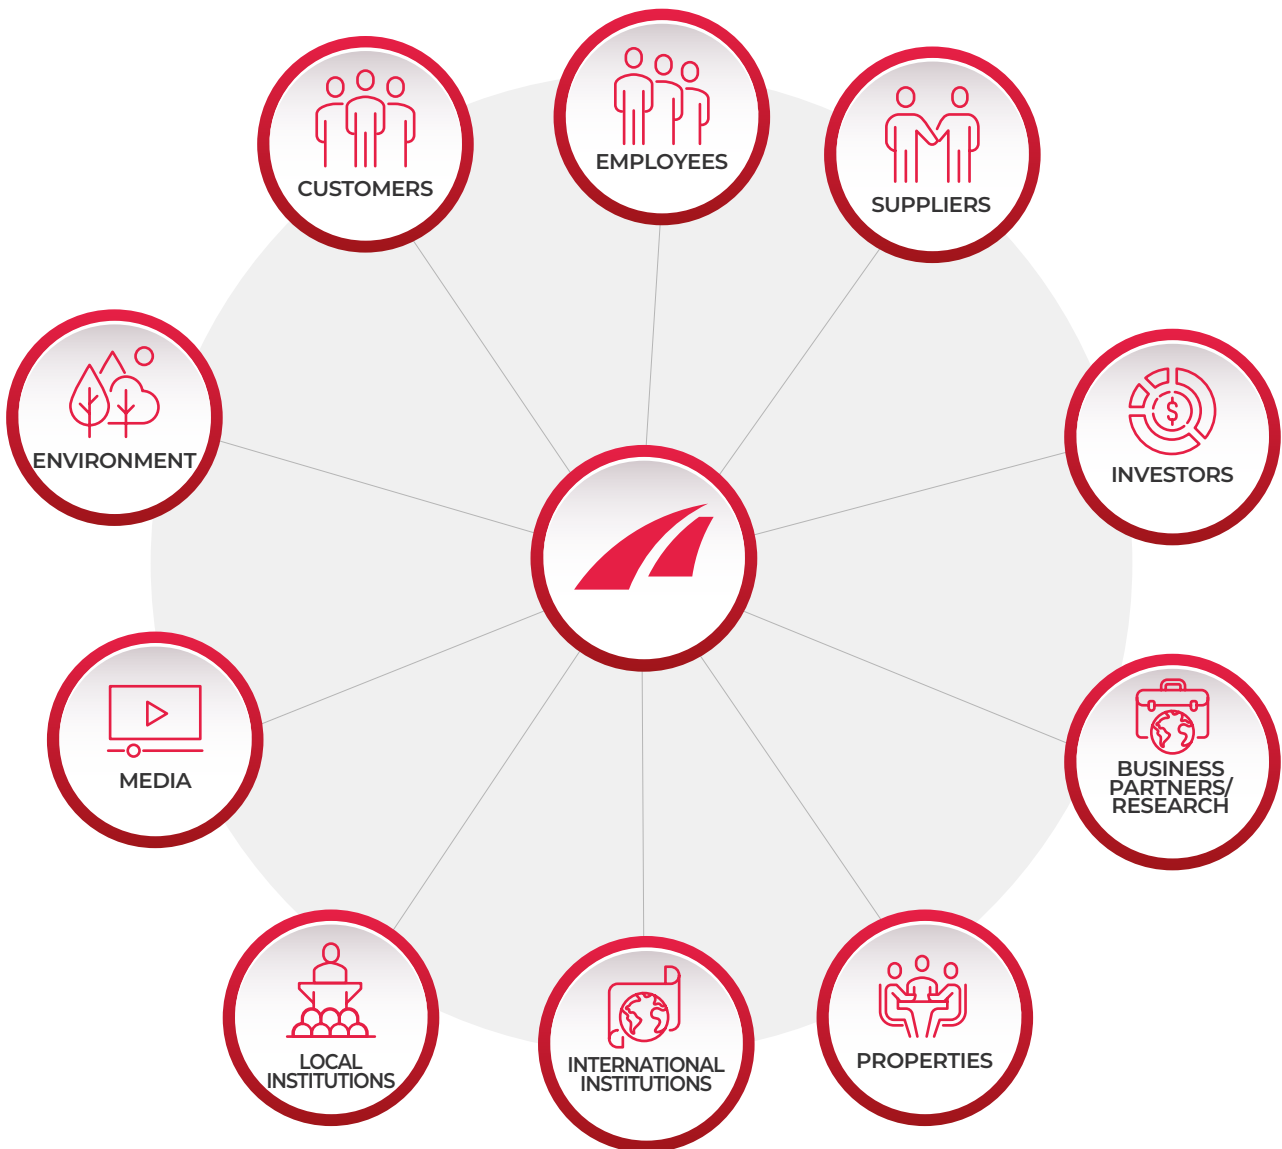 EMPLOYEES
CUSTOMERS
SUPPLIERS
ENVIRONMENT
INVESTORS
MEDIA
BUSINESS
PARTNERS/
RESEARCH
LOCAL
INSTITUTIONS
INTERNATIONAL
INSTITUTIONS
PROPERTIES
$